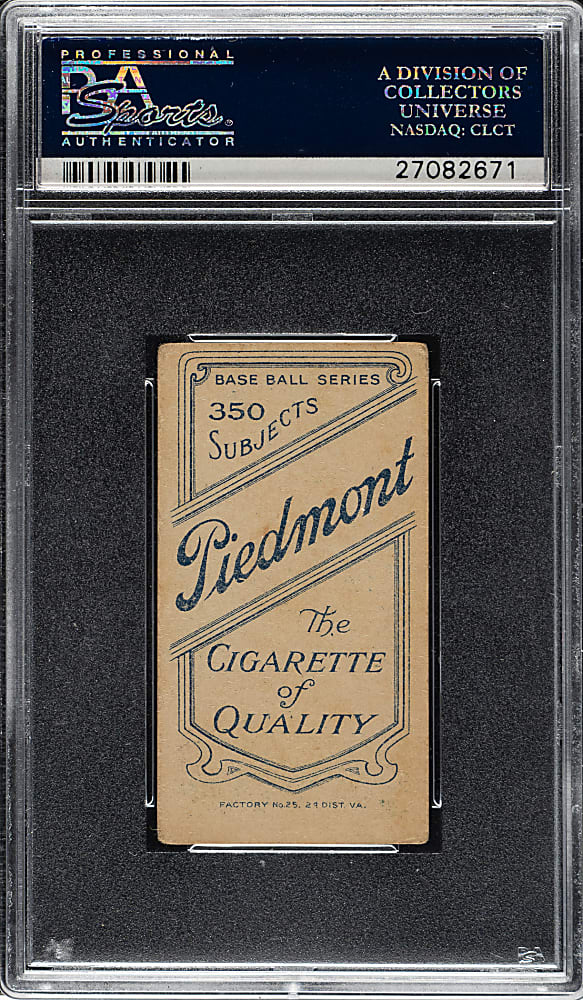 PROFESSIONAL
PSA
Sports
AUTHENTICATOR
A DIVISION OF
COLLECTORS
UNIVERSE
NASDAQ: CLCT
27082671
BASE BALL SERIES
350
SUBJECTS
Piedmont
The
CIGARETTE
of
QUALITY
FACTORY No. 25, 2d DIST. VA.